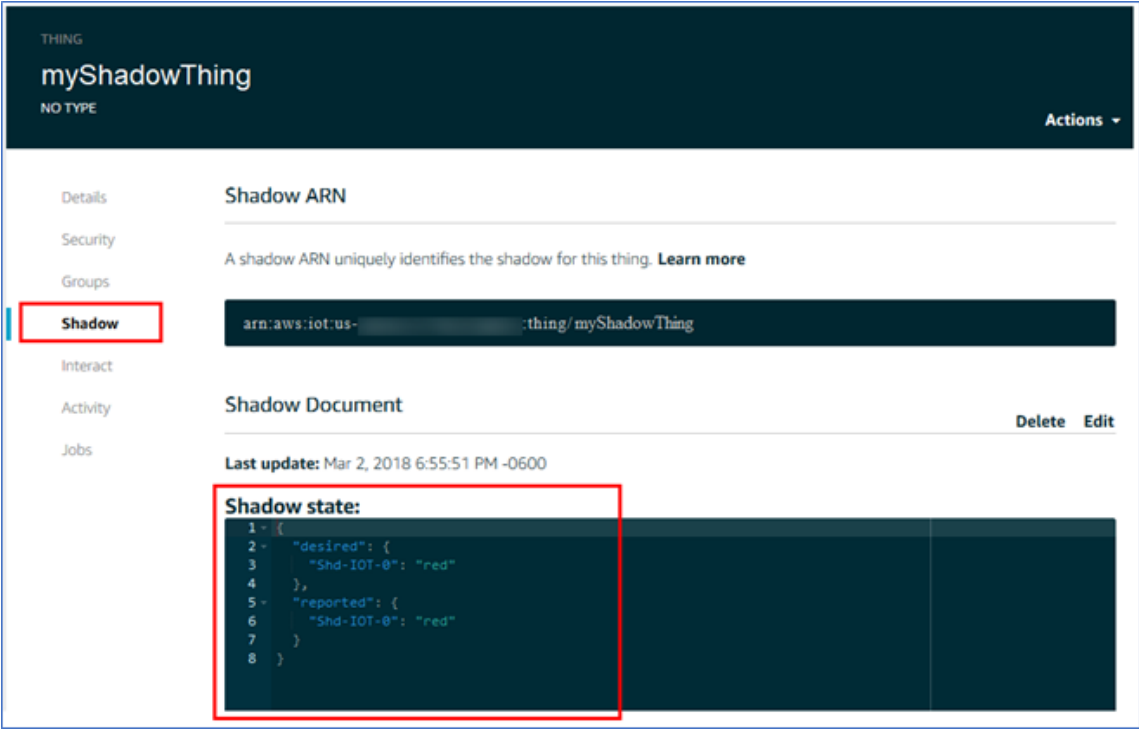 THING
myShadowThing
NO TYPE
Actions
Details
Security
Groups
Shadow
Interact
Activity
Jobs
Shadow ARN
A shadow ARN uniquely identifies the shadow for this thing. Learn more
arn:aws:iot:us- :thing/myShadowThing
Shadow Document
Delete Edit
Last update: Mar 2, 2018 6:55:51 PM -0600
Shadow state:
1 {
2 "desired": {
3 "Shd-IOT-0": "red"
4 },
5 "reported": {
6 "Shd-IOT-0": "red"
7 }
8 }